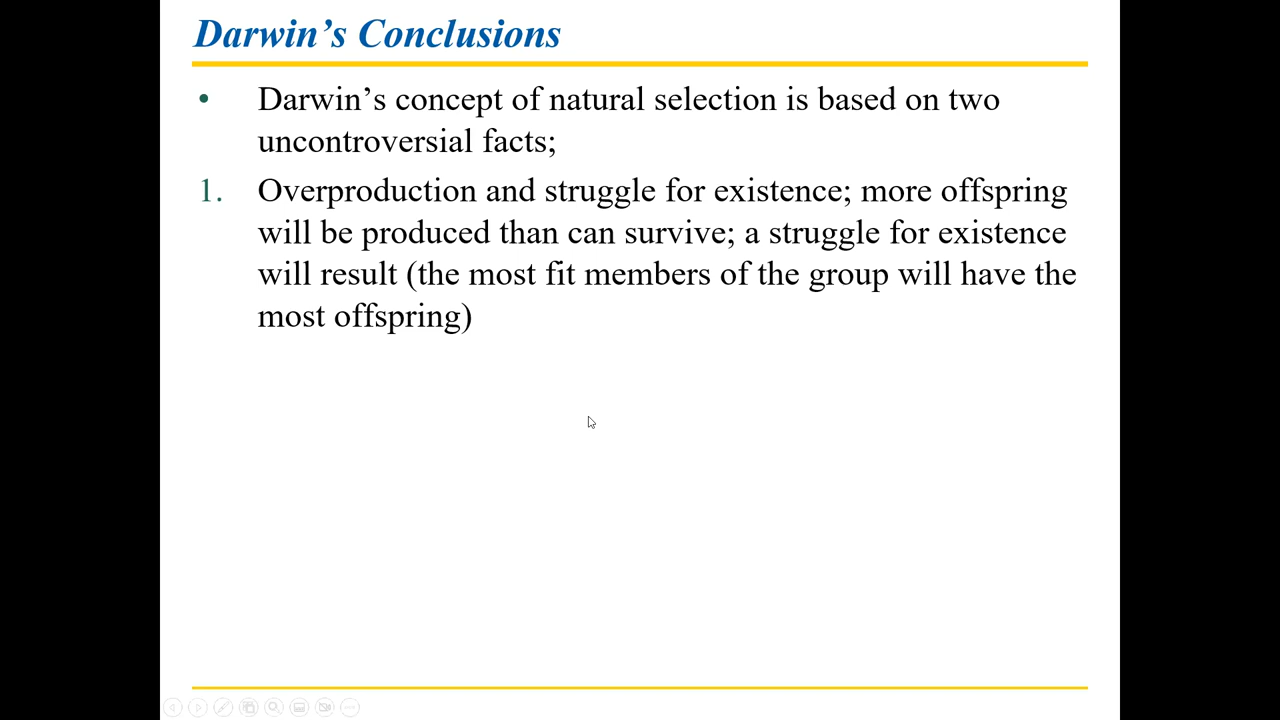 Darwin’s Conclusions
• Darwin’s concept of natural selection is based on two
uncontroversial facts;
1. Overproduction and struggle for existence; more offspring
will be produced than can survive; a struggle for existence
will result (the most fit members of the group will have the
most offspring)